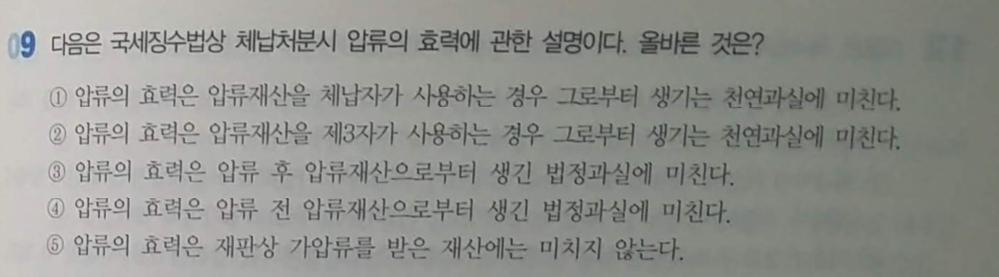 09 다음은 국세징수법상 체납처분시 압류의 효력에 관한 설명이다. 올바른 것은?
① 압류의 효력은 압류재산을 체납자가 사용하는 경우 그로부터 생기는 천연과실에 미친다.
② 압류의 효력은 압류재산을 제3자가 사용하는 경우 그로부터 생기는 천연과실에 미친다.
③ 압류의 효력은 압류 후 압류재산으로부터 생긴 법정과실에 미친다.
④ 압류의 효력은 압류 전 압류재산으로부터 생긴 법정과실에 미친다.
⑤ 압류의 효력은 재판상 가압류를 받은 재산에는 미치지 않는다.